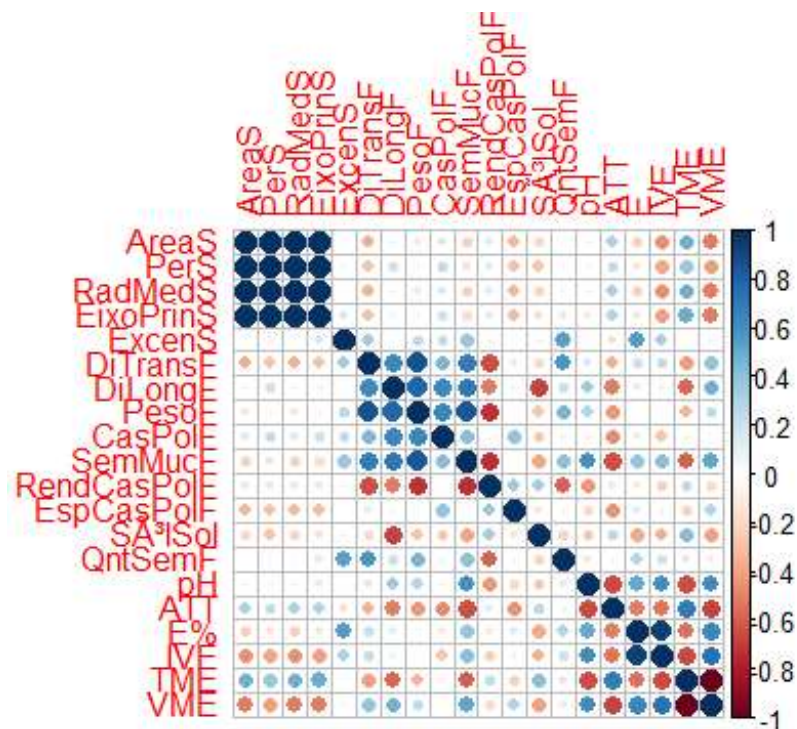 AreaS
PerS
RadMedS
EixoPrinS
ExcenS
DiTransF
DiLongF
PesoF
CasPolF
SemMucF
RendCasPolF
EspCasPolF
SÃ³lSol
QntSemF
pH
ATT
E
IVE
TME
VME
AreaS
PerS
RadMedS
EixoPrinS
ExcenS
DiTransF
DiLongF
PesoF
CasPolF
SemMucF
RendCasPolF
EspCasPolF
SÃ³lSol
QntSemF
pH
ATT
E%
IVE
TME
VME
1
0.8
0.6
0.4
0.2
0
-0.2
-0.4
-0.6
-0.8
-1